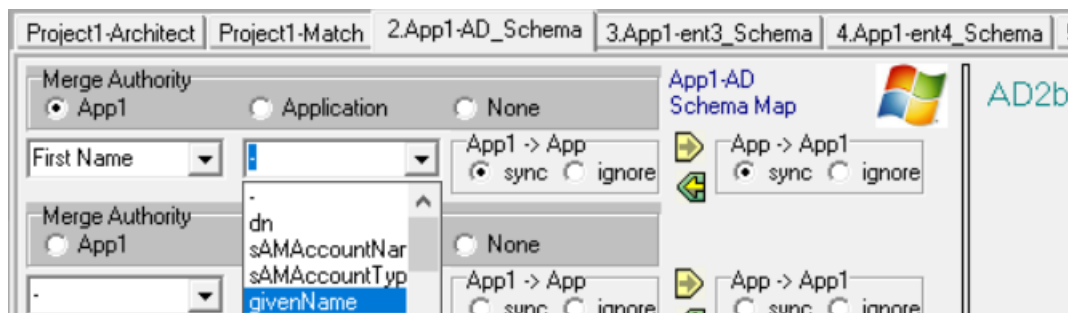 Project1-Architect Project1-Match 2.App1-AD_Schema 3.App1-ent3_Schema 4.App1-ent4_Schema
Merge Authority
App1 Application None
App1-AD
Schema Map
AD2b
First Name
-
App1 -> App
sync ignore
App -> App1
sync ignore
-
dn
sAMAccountNar
sAMAccountTyp
givenName
Merge Authority
App1 None
-
App1 -> App
sync ignore
App -> App1
sync ignore